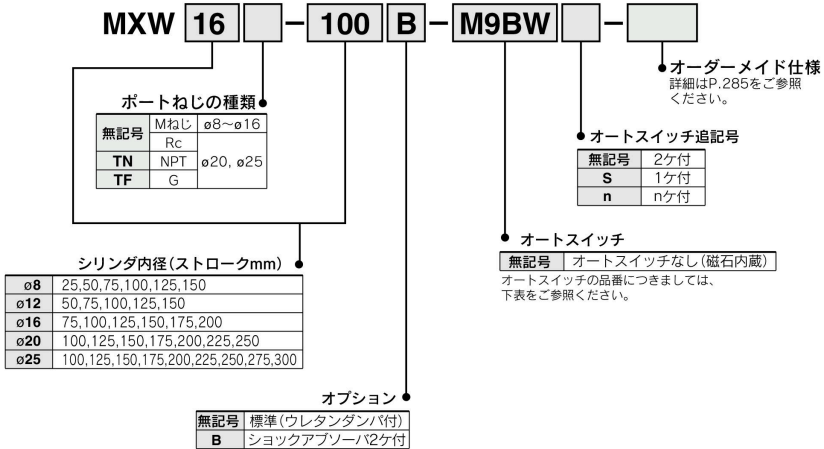 MXW 16 － 100 B － M9BW －
オーダーメイド仕様
詳細はP.285をご参照
ください。
ポートねじの種類
無記号 Mねじ ø8～ø16
Rc ø20, ø25
TN NPT
TF G
オートスイッチ追記号
無記号 2ケ付
S 1ケ付
n nケ付
オートスイッチ
無記号 オートスイッチなし(磁石内蔵)
オートスイッチの品番につきましては、
下表をご参照ください。
シリンダ内径(ストロークmm)
ø8 25,50,75,100,125,150
ø12 50,75,100,125,150
ø16 75,100,125,150,175,200
ø20 100,125,150,175,200,225,250
ø25 100,125,150,175,200,225,250,275,300
オプション
無記号 標準(ウレタンダンパ付)
B ショックアブソーバ2ケ付